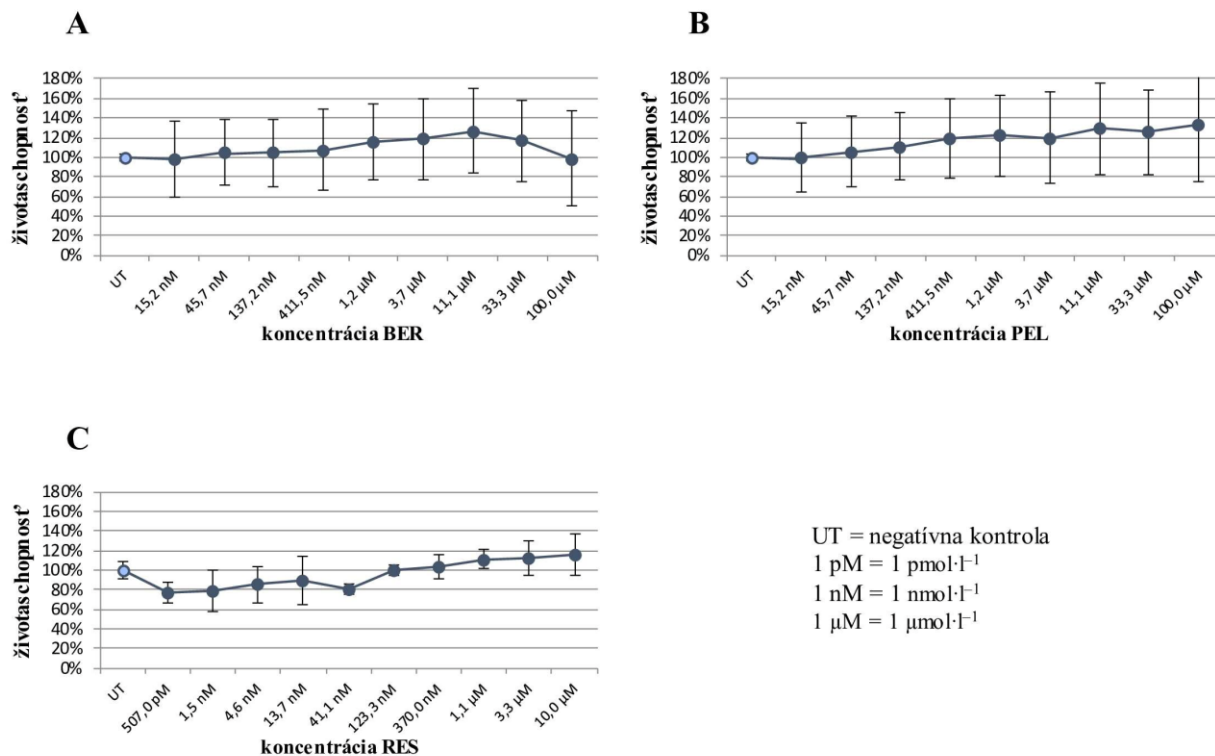 A
životaschopnosť
180%
160%
140%
120%
100%
80%
60%
40%
20%
0%
UT
15,2 nM
45,7 nM
137,2 nM
411,5 nM
1,2 µM
3,7 µM
11,1 µM
33,3 µM
100,0 µM
koncentrácia BER
B
životaschopnosť
180%
160%
140%
120%
100%
80%
60%
40%
20%
0%
UT
15,2 nM
45,7 nM
137,2 nM
411,5 nM
1,2 µM
3,7 µM
11,1 µM
33,3 µM
100,0 µM
koncentrácia PEL
C
životaschopnosť
180%
160%
140%
120%
100%
80%
60%
40%
20%
0%
UT
507,0 pM
1,5 nM
4,6 nM
13,7 nM
41,1 nM
123,3 nM
370,0 nM
1,1 µM
3,3 µM
10,0 µM
koncentrácia RES
UT = negatívna kontrola
1 pM = 1 pmol·l⁻¹
1 nM = 1 nmol·l⁻¹
1 µM = 1 µmol·l⁻¹